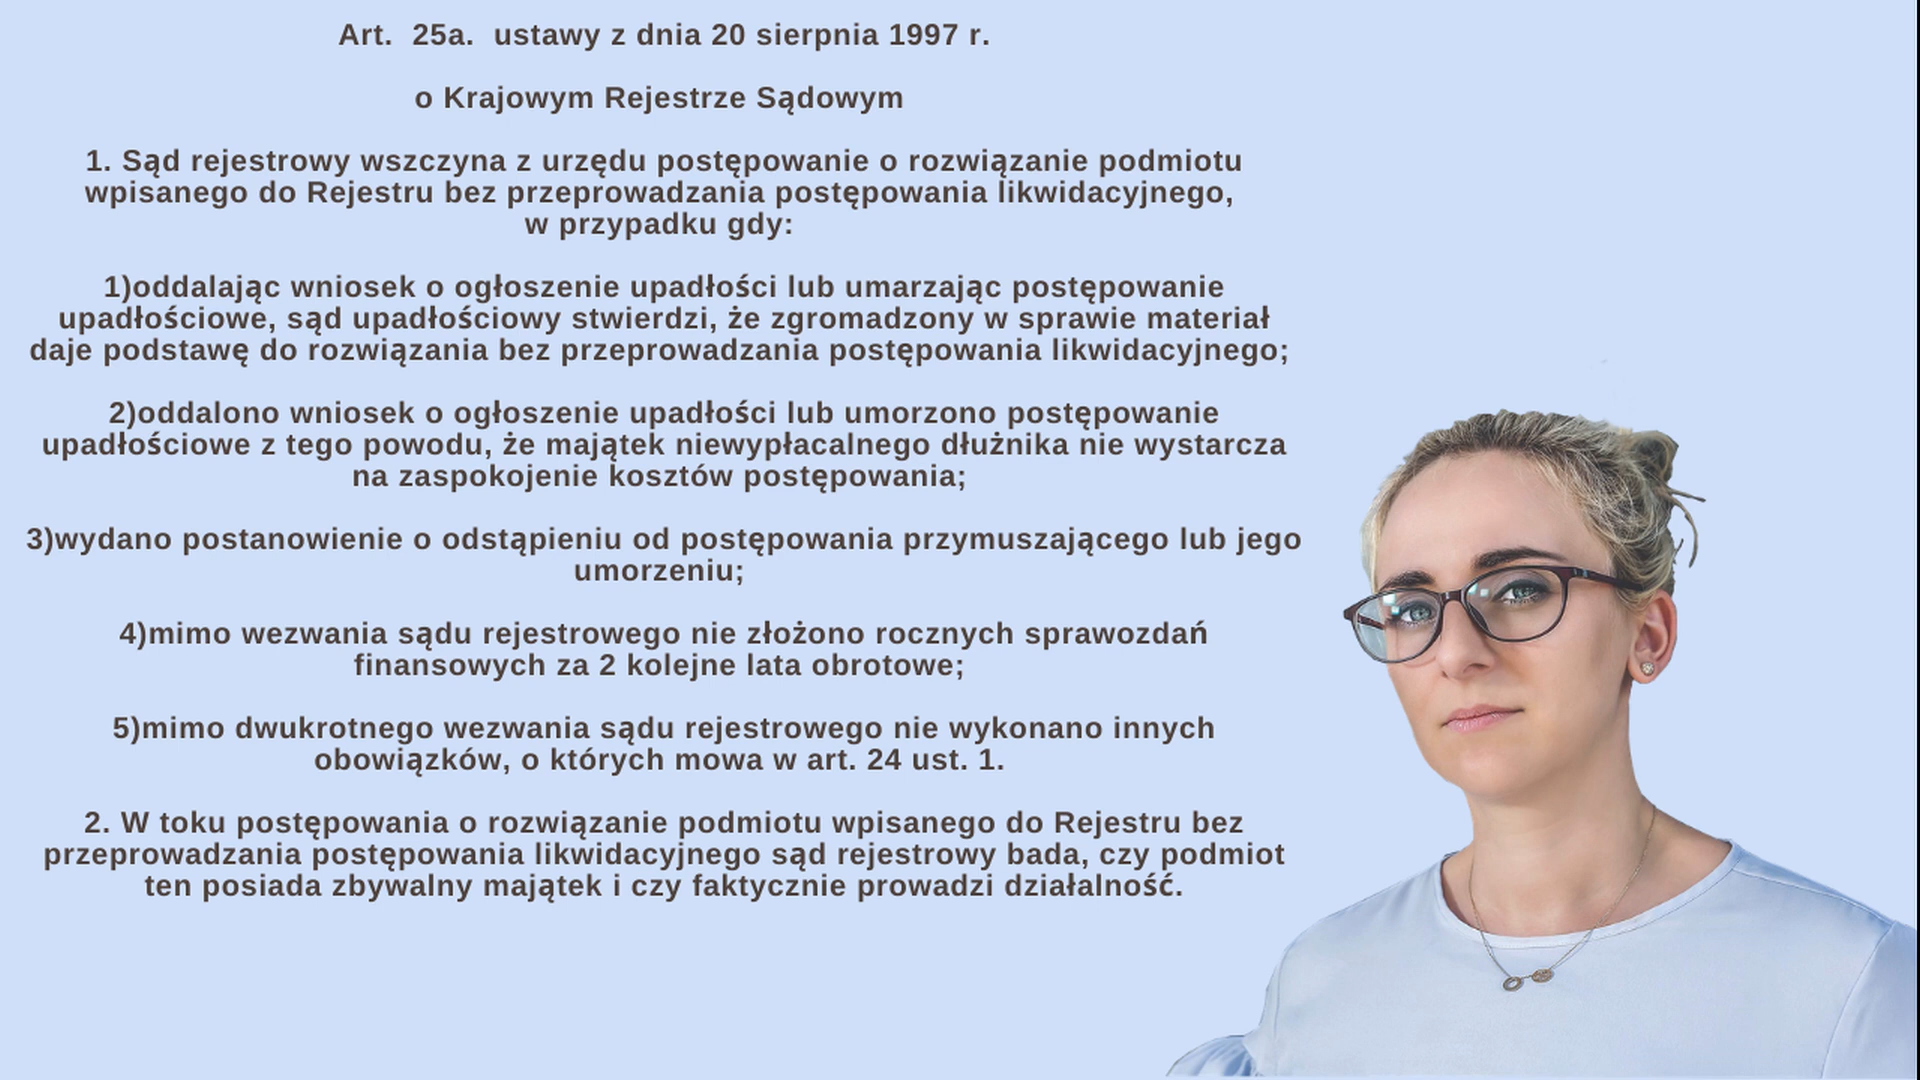 Art. 25a. ustawy z dnia 20 sierpnia 1997 r.
o Krajowym Rejestrze Sądowym
1. Sąd rejestrowy wszczyna z urzędu postępowanie o rozwiązanie podmiotu
wpisanego do Rejestru bez przeprowadzania postępowania likwidacyjnego,
w przypadku gdy:
1)oddalając wniosek o ogłoszenie upadłości lub umarzając postępowanie
upadłościowe, sąd upadłościowy stwierdzi, że zgromadzony w sprawie materiał
daje podstawę do rozwiązania bez przeprowadzania postępowania likwidacyjnego;
2)oddalono wniosek o ogłoszenie upadłości lub umorzono postępowanie
upadłościowe z tego powodu, że majątek niewypłacalnego dłużnika nie wystarcza
na zaspokojenie kosztów postępowania;
3)wydano postanowienie o odstąpieniu od postępowania przymuszającego lub jego
umorzeniu;
4)mimo wezwania sądu rejestrowego nie złożono rocznych sprawozdań
finansowych za 2 kolejne lata obrotowe;
5)mimo dwukrotnego wezwania sądu rejestrowego nie wykonano innych
obowiązków, o których mowa w art. 24 ust. 1.
2. W toku postępowania o rozwiązanie podmiotu wpisanego do Rejestru bez
przeprowadzania postępowania likwidacyjnego sąd rejestrowy bada, czy podmiot
ten posiada zbywalny majątek i czy faktycznie prowadzi działalność.